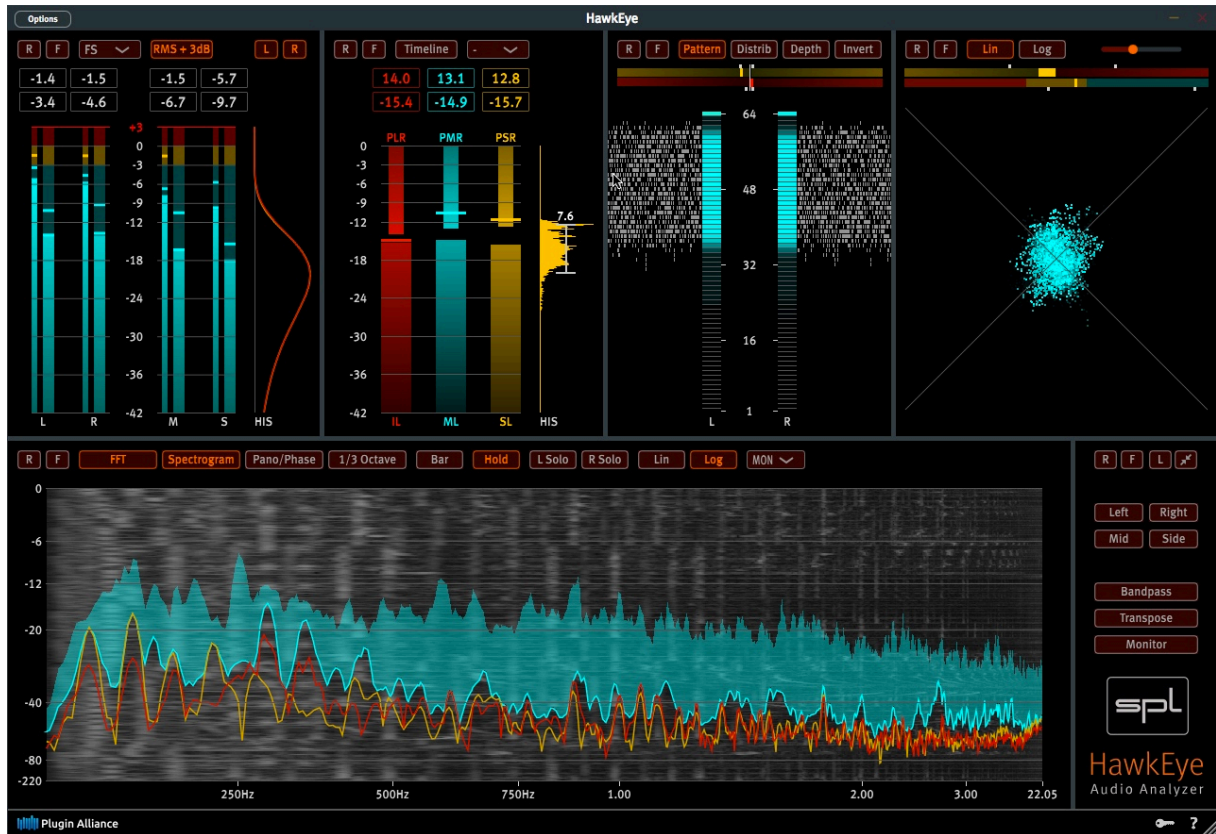 Options
HawkEye
R F FS RMS + 3dB L R
-1.4 -1.5 -1.5 -5.7
-3.4 -4.6 -6.7 -9.7
+3
0
-3
-6
-9
-12
-18
-24
-30
-36
-42
L R M S HIS
R F Timeline -
14.0 13.1 12.8
-15.4 -14.9 -15.7
PLR PMR PSR
0
-3
-6
-9
-12
-18
-24
-30
-36
-42
7.6
IL ML SL HIS
R F Pattern Distrib Depth Invert
64
48
32
16
1
L R
R F Lin Log
R F FFT Spectrogram Pano/Phase 1/3 Octave Bar Hold L Solo R Solo Lin Log MON
0
-6
-12
-20
-40
-80
-220
250Hz 500Hz 750Hz 1.00 2.00 3.00 22.05
R F L
Left Right
Mid Side
Bandpass
Transpose
Monitor
spl
HawkEye
Audio Analyzer
Plugin Alliance
?